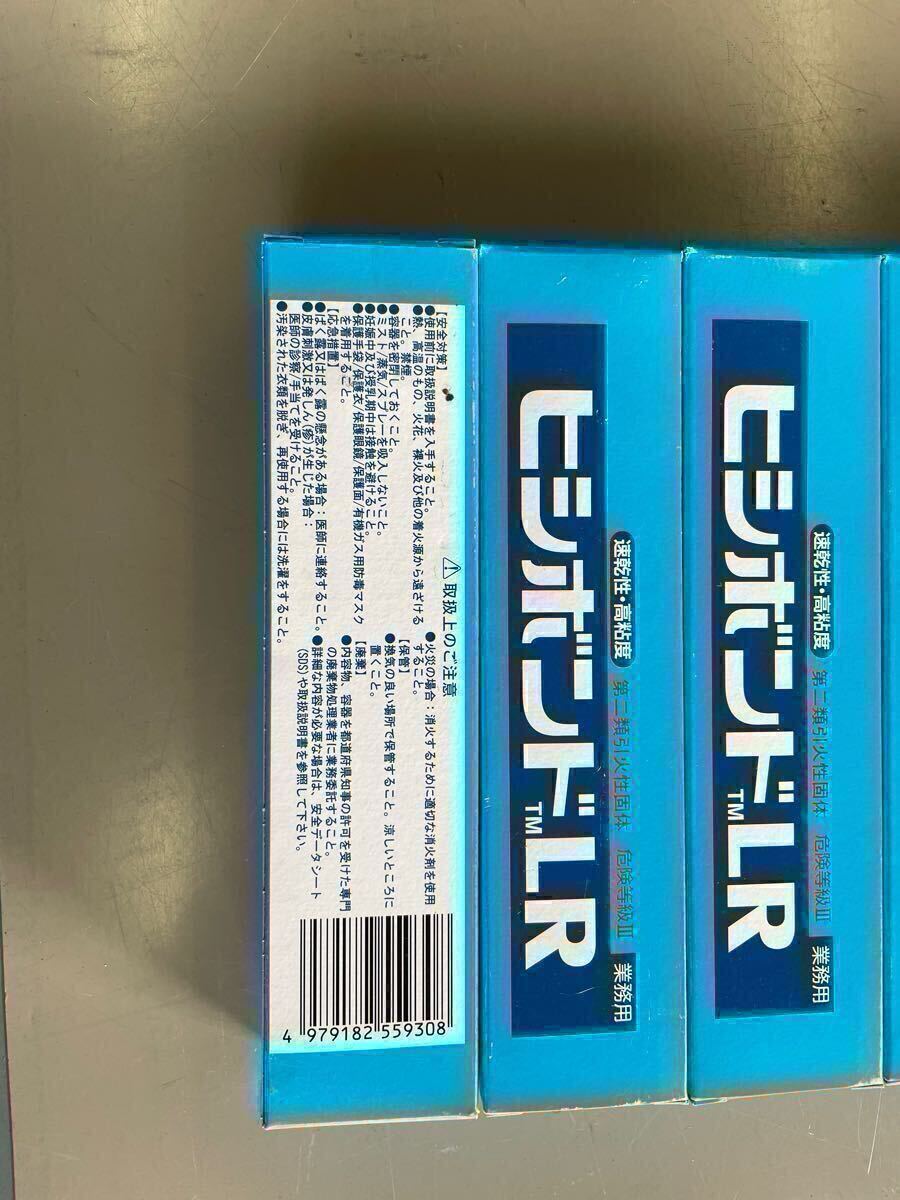 ⚠取扱上のご注意
【安全対策】
●使用前に取扱説明書を入手すること。
●熱、高温のもの、火花、裸火及び他の着火源から遠ざける
こと。禁煙。
●容器を密閉しておくこと。
●ミスト/蒸気/スプレーを吸入しないこと。
●妊娠中及び授乳期中は接触を避けること。
●保護手袋/保護衣/保護眼鏡/保護面/有機ガス用防毒マスク
を着用すること。
【応急措置】
●ばく露又はばく露の懸念がある場合:医師に連絡すること。
●皮膚刺激又は発しん(疹)が生じた場合:
医師の診察/手当てを受けること。
●汚染された衣類を脱ぎ、再使用する場合には洗濯をすること。
●火災の場合:消火するために適切な消火剤を使用
すること。
【保管】
●換気の良い場所で保管すること。涼しいところに
置くこと。
【廃棄】
●内容物、容器を都道府県知事の許可を受けた専門
の廃棄物処理業者に業務委託すること。
●詳細な内容が必要な場合は、安全データシート
(SDS)や取扱説明書を参照して下さい。
4 979182 559308
速乾性・高粘度 第二類引火性固体 危険等級Ⅲ 業務用
ヒシボンド™LR
速乾性・高粘度 第二類引火性固体 危険等級Ⅲ 業務用
ヒシボンド™LR